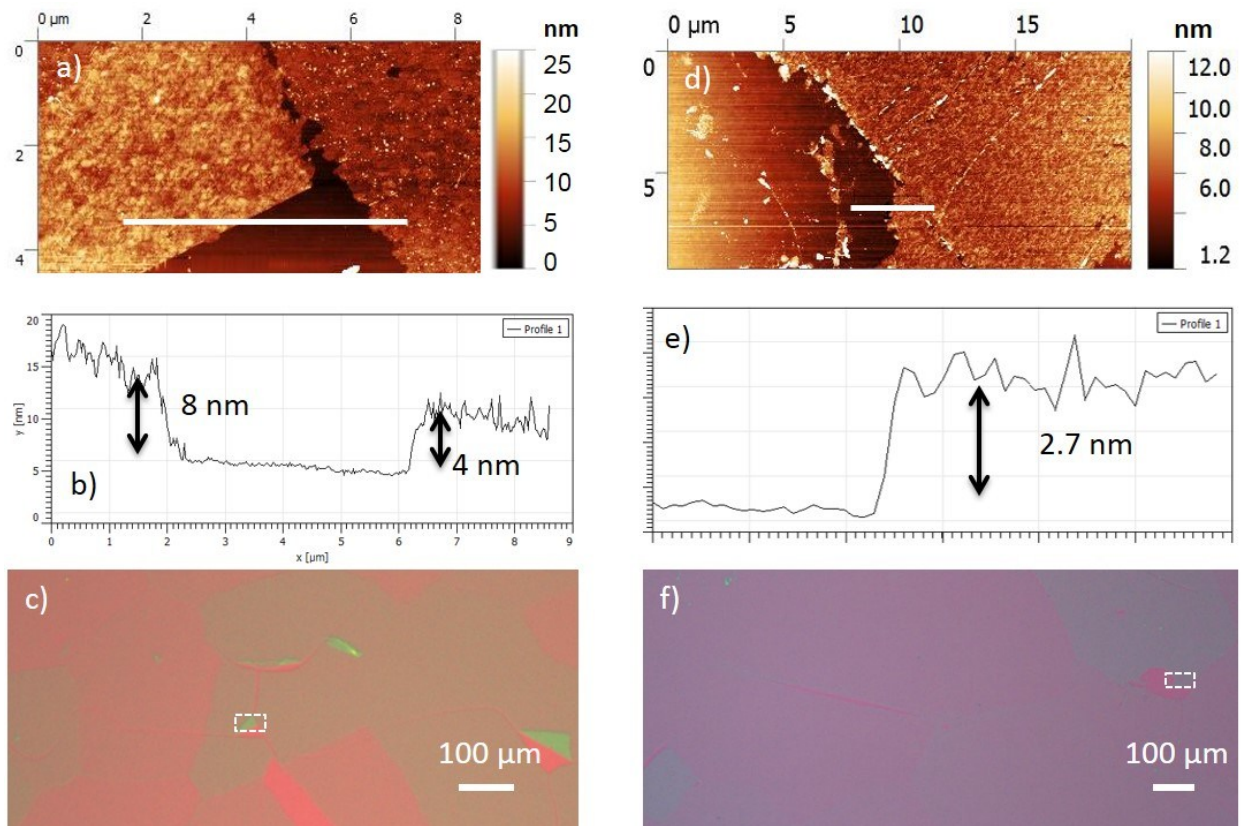 0 µm 2 4 6 8 nm
a)
0
2
4
25
20
15
10
5
0
0 µm 5 10 15 nm
d)
0
5
12.0
10.0
8.0
6.0
1.2
20
15
10
5
0
y [nm]
Profile 1
8 nm
4 nm
b)
0 1 2 3 4 5 6 7 8 9
x [µm]
e)
Profile 1
2.7 nm
c)
100 µm
f)
100 µm